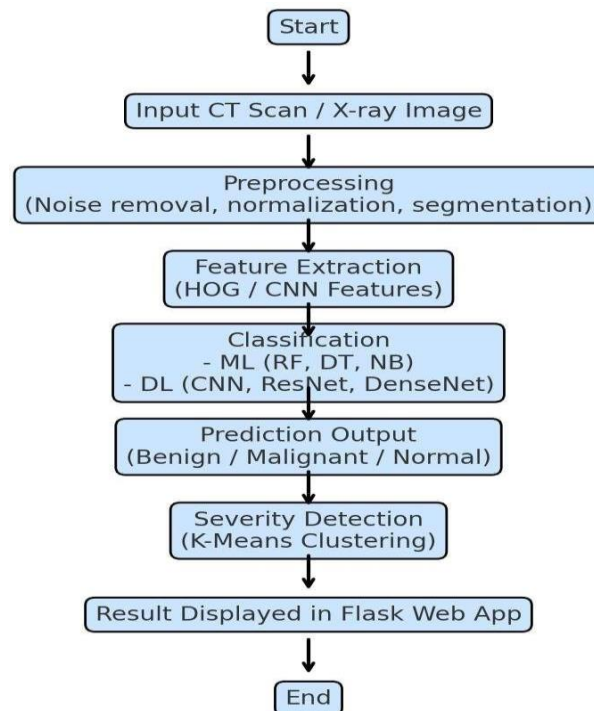 Start
Input CT Scan / X-ray Image
Preprocessing
(Noise removal, normalization, segmentation)
Feature Extraction
(HOG / CNN Features)
Classification
- ML (RF, DT, NB)
- DL (CNN, ResNet, DenseNet)
Prediction Output
(Benign / Malignant / Normal)
Severity Detection
(K-Means Clustering)
Result Displayed in Flask Web App
End